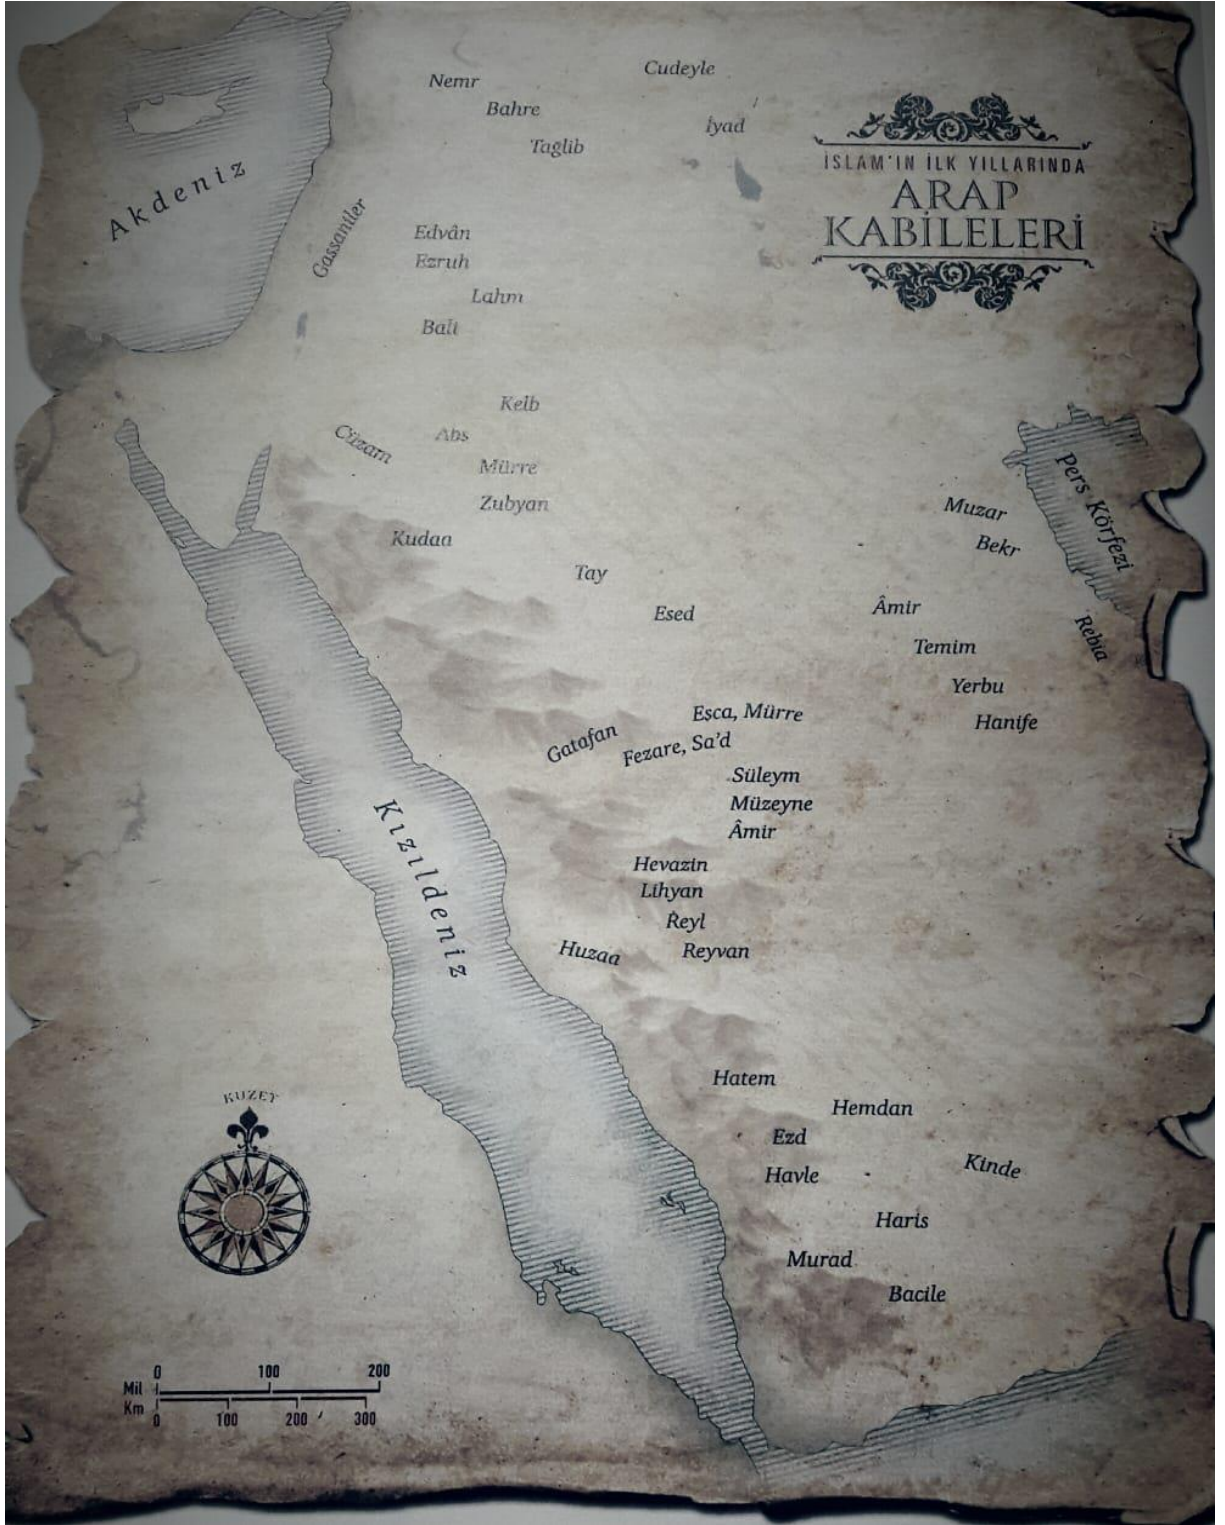 İSLAM'IN İLK YILLARINDA
ARAP
KABİLELERİ
Akdeniz
Nemr
Cudeyle
Bahre
İyad
Taglib
Gassaniler
Edvân
Ezruh
Lahm
Bali
Kelb
Cüzam
Abs
Mürre
Zubyan
Kudaa
Tay
Esed
Pers Körfezi
Muzar
Bekr
Âmir
Rebia
Temim
Yerbu
Hanife
Eşca, Mürre
Gatafan
Fezare, Sa'd
Süleym
Müzeyne
Âmir
Kızıldeniz
Hevazin
Lihyan
Reyl
Huzaa
Reyvan
Hatem
Hemdan
Ezd
Kinde
Havle
Haris
Murad
Bacile
KUZEY
0 100 200
Mil
Km
0 100 200 300